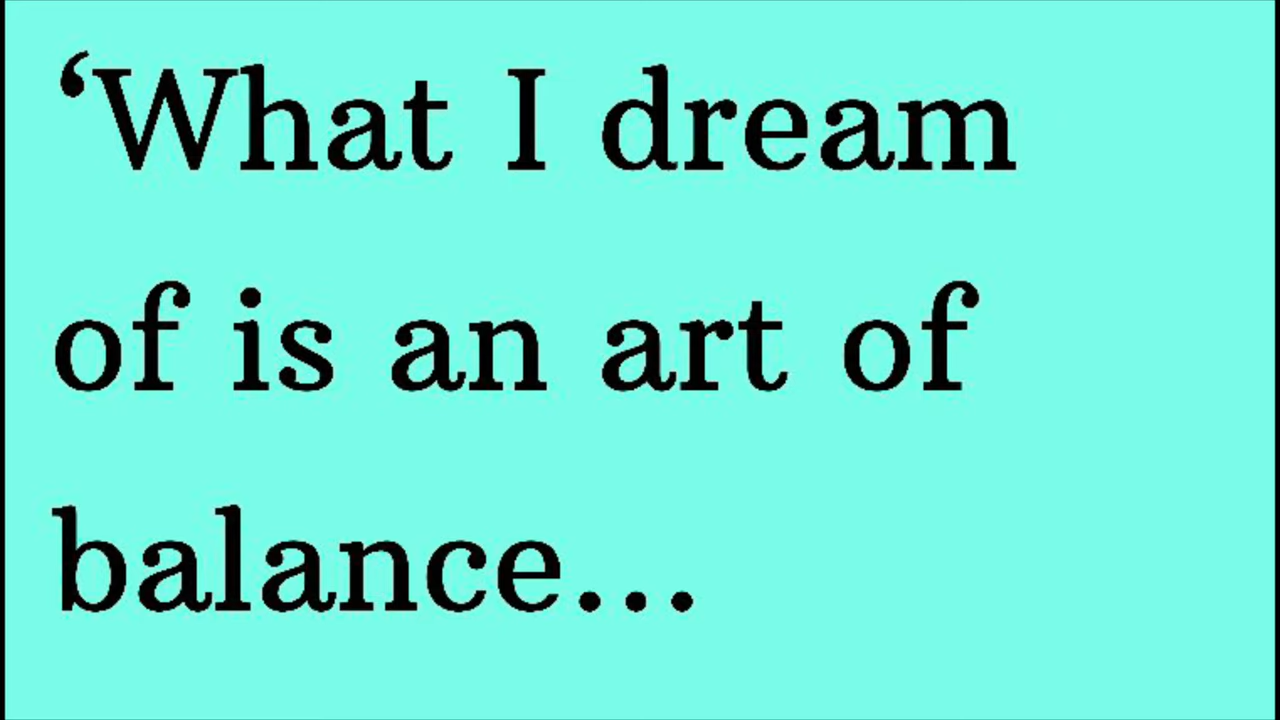 ‘What I dream
of is an art of
balance...